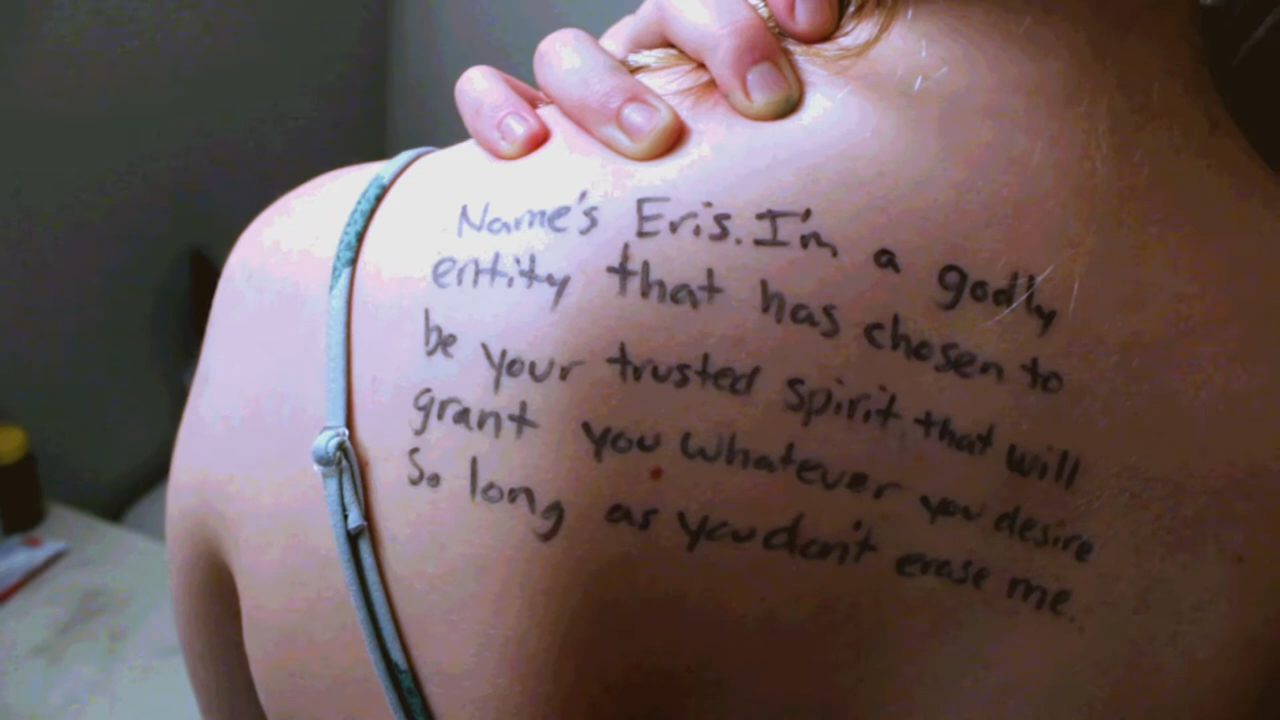 Name's Eris. I'm a godly
entity that has chosen to
be your trusted spirit that will
grant you whatever you desire
So long as you don't erase me.